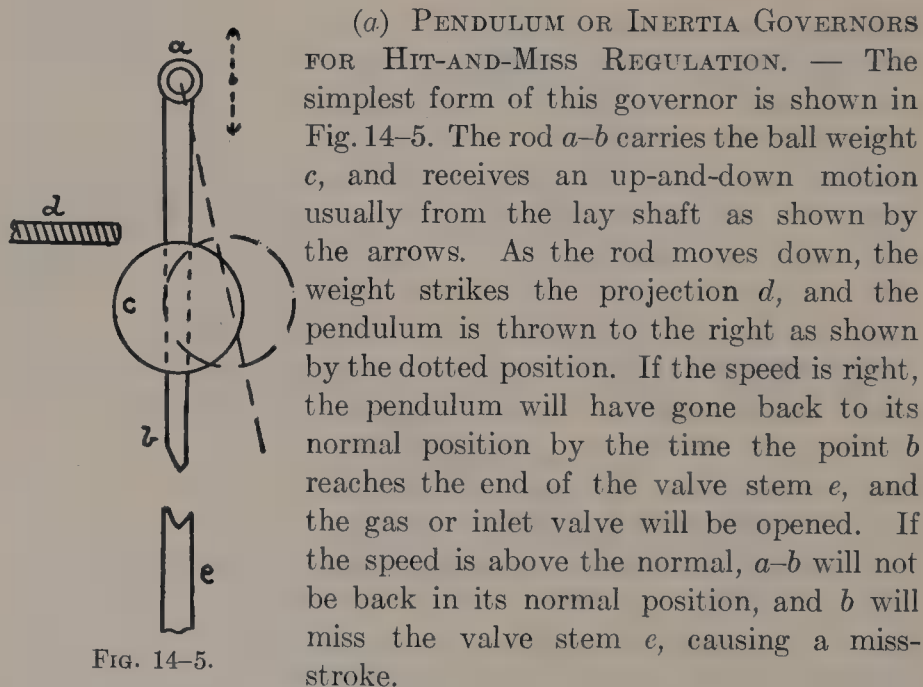 (a) PENDULUM OR INERTIA GOVERNORS
FOR HIT-AND-MISS REGULATION. — The
simplest form of this governor is shown in
Fig. 14–5. The rod a–b carries the ball weight
c, and receives an up-and-down motion
usually from the lay shaft as shown by
the arrows. As the rod moves down, the
weight strikes the projection d, and the
pendulum is thrown to the right as shown
by the dotted position. If the speed is right,
the pendulum will have gone back to its
normal position by the time the point b
reaches the end of the valve stem e, and
the gas or inlet valve will be opened. If
the speed is above the normal, a–b will not
be back in its normal position, and b will
miss the valve stem e, causing a miss-
stroke.
a
d
c
b
e
FIG. 14–5.